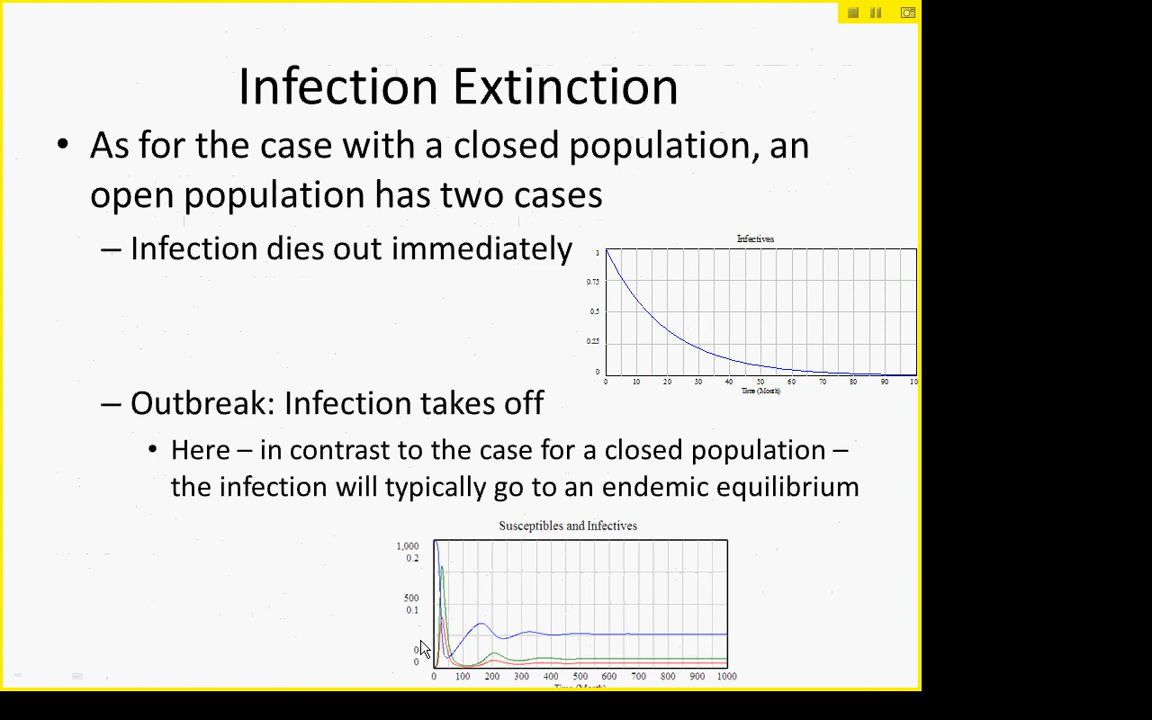 Infection Extinction
• As for the case with a closed population, an
open population has two cases
– Infection dies out immediately
Infectives
1
0.75
0.5
0.25
0
0 10 20 30 40 50 60 70 80 90 10
Time (Month)
– Outbreak: Infection takes off
• Here – in contrast to the case for a closed population –
the infection will typically go to an endemic equilibrium
Susceptibles and Infectives
1,000
0.2
500
0.1
0
0
0 100 200 300 400 500 600 700 800 900 1000
Time (Month)